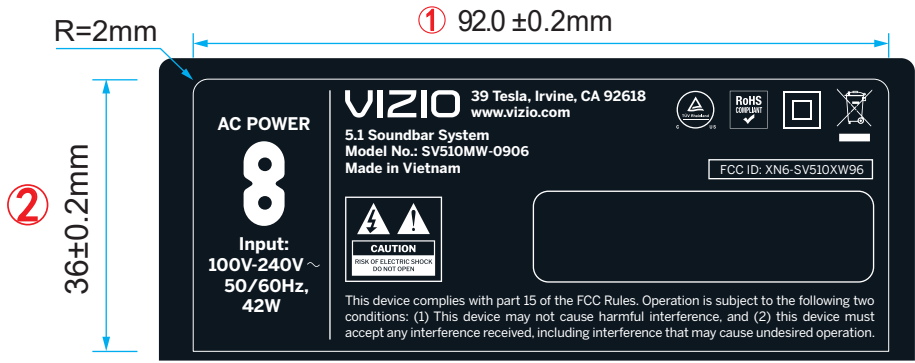 ① 92.0 ±0.2mm
R=2mm
② 36±0.2mm
AC POWER
Input:
100V-240V ~
50/60Hz,
42W
VIZIO
39 Tesla, Irvine, CA 92618
www.vizio.com
5.1 Soundbar System
Model No.: SV510MW-0906
Made in Vietnam
TÜV Rheinland
C US
RoHS
COMPLIANT
FCC ID: XN6-SV510XW96
CAUTION
RISK OF ELECTRIC SHOCK
DO NOT OPEN
This device complies with part 15 of the FCC Rules. Operation is subject to the following two
conditions: (1) This device may not cause harmful interference, and (2) this device must
accept any interference received, including interference that may cause undesired operation.